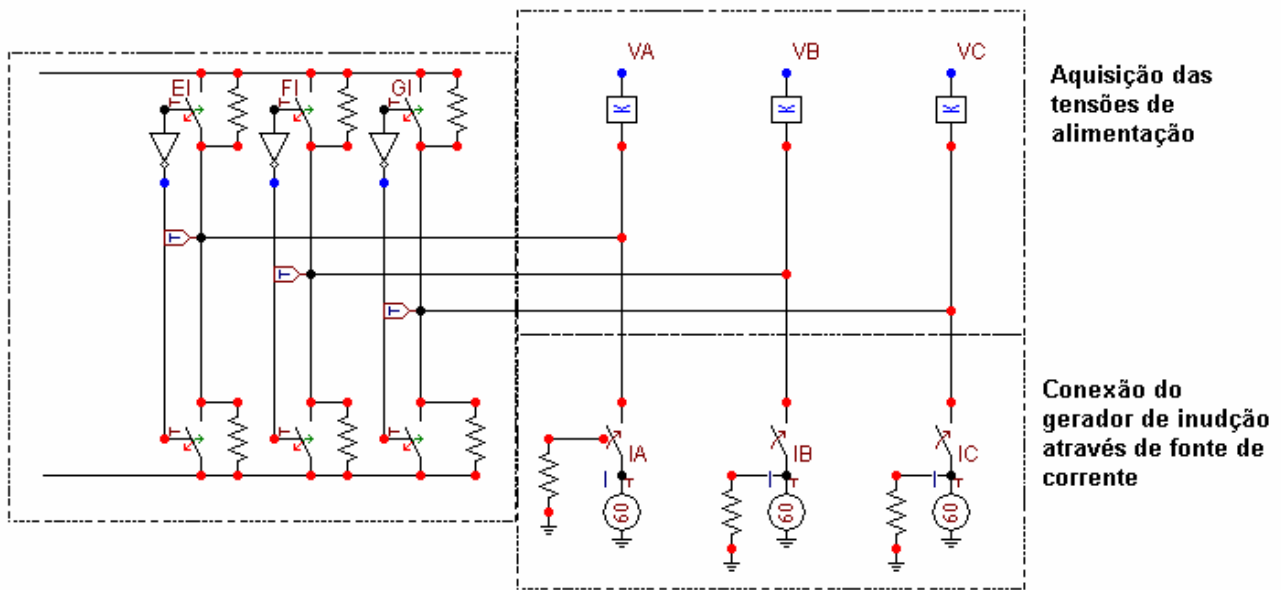 VA
VB
VC
EI
FI
GI
T
T
T
K
K
K
T
T
T
T
T
T
IA
IB
IC
I
T
I
T
I
T
60
60
60
Aquisição das
tensões de
alimentação
Conexão do
gerador de inudção
através de fonte de
corrente